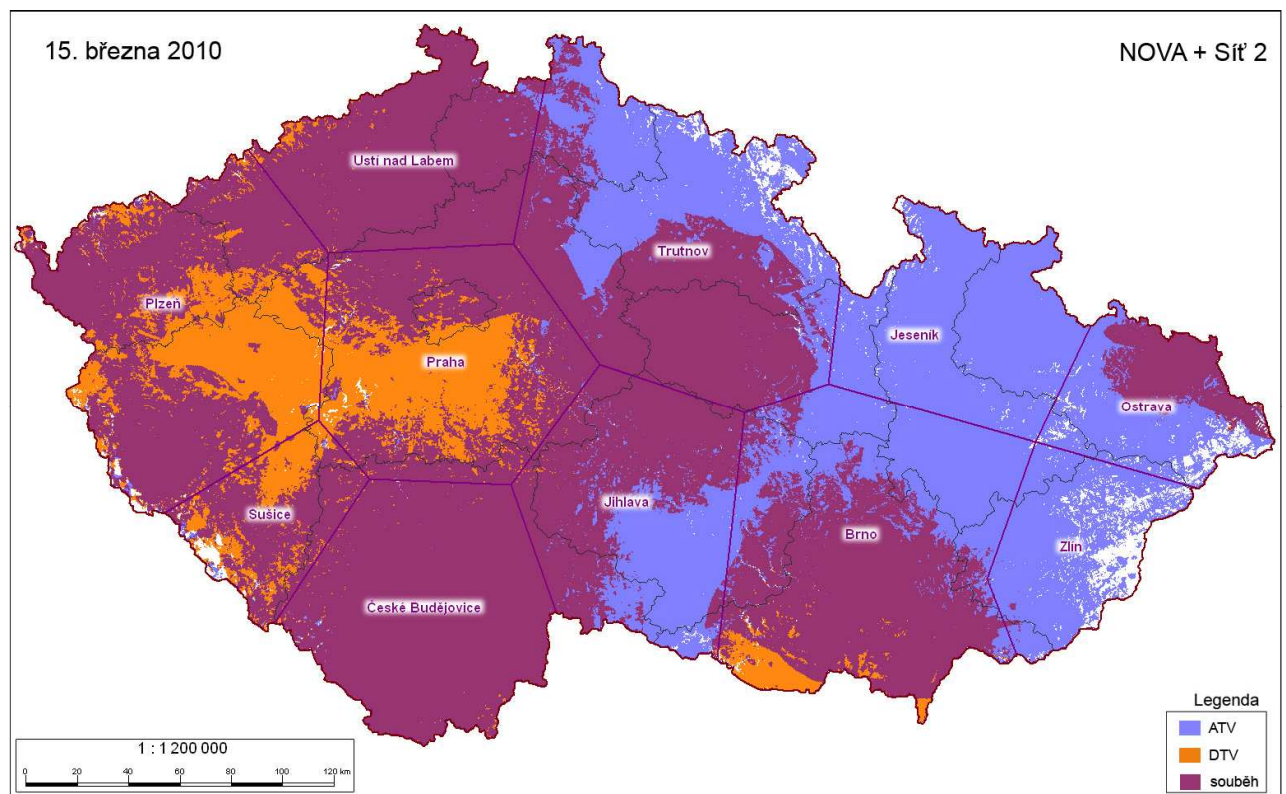 15. března 2010
NOVA + Síť 2
Ustí nad Labem
Trutnov
Plzeň
Praha
Jeseník
Ostrava
Sušice
Jihlava
Brno
Zlín
České Budějovice
1 : 1 200 000
0 20 40 60 80 100 120 km
Legenda
ATV
DTV
souběh